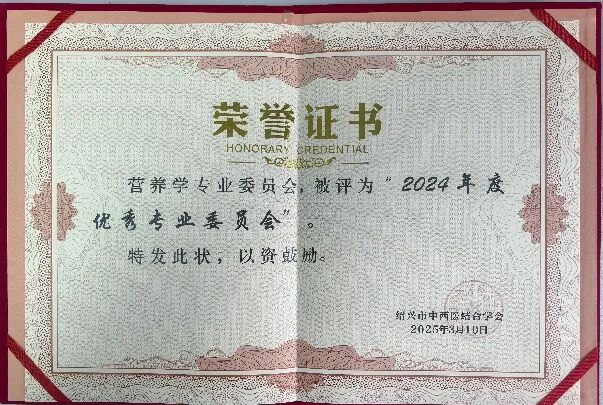 荣誉证书
HONORARY CREDENTIAL
营养学专业委员会，被评为“2024年度
优秀专业委员会”。
特发此状，以资鼓励。
绍兴市中西医结合学会
2025年3月10日